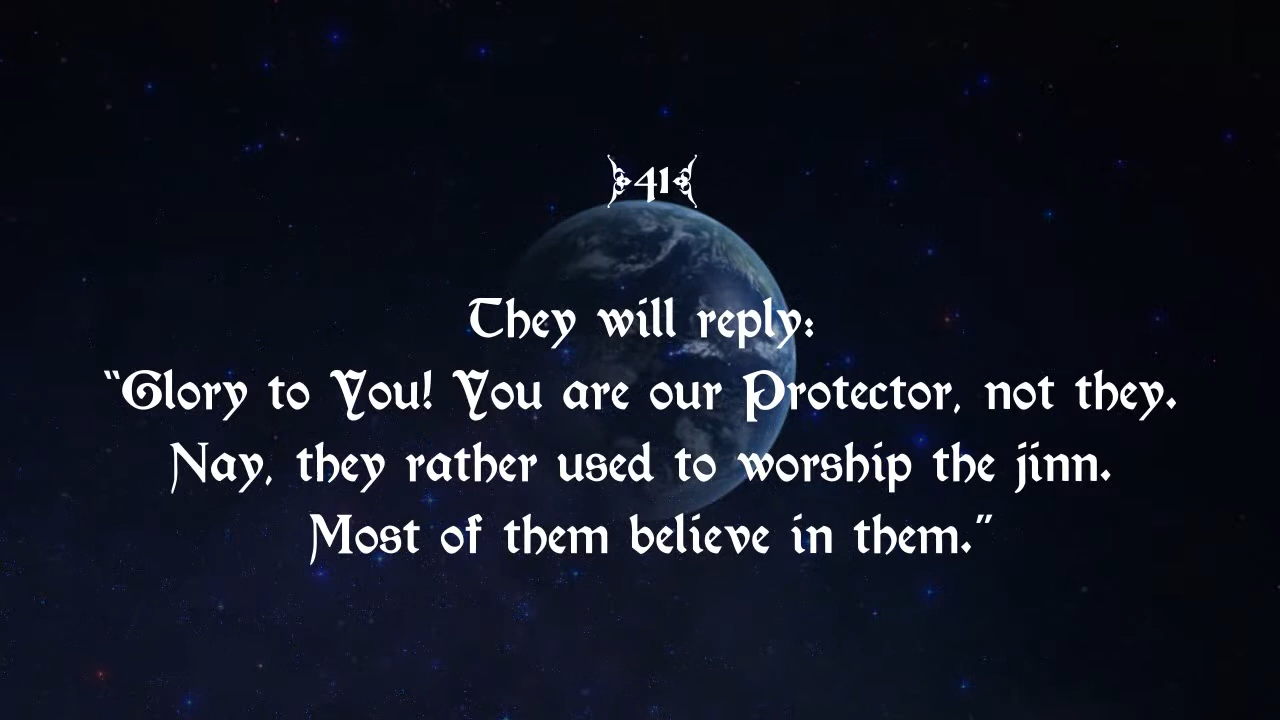 41
They will reply:
“Glory to You! You are our Protector, not they.
Nay, they rather used to worship the jinn.
Most of them believe in them.”